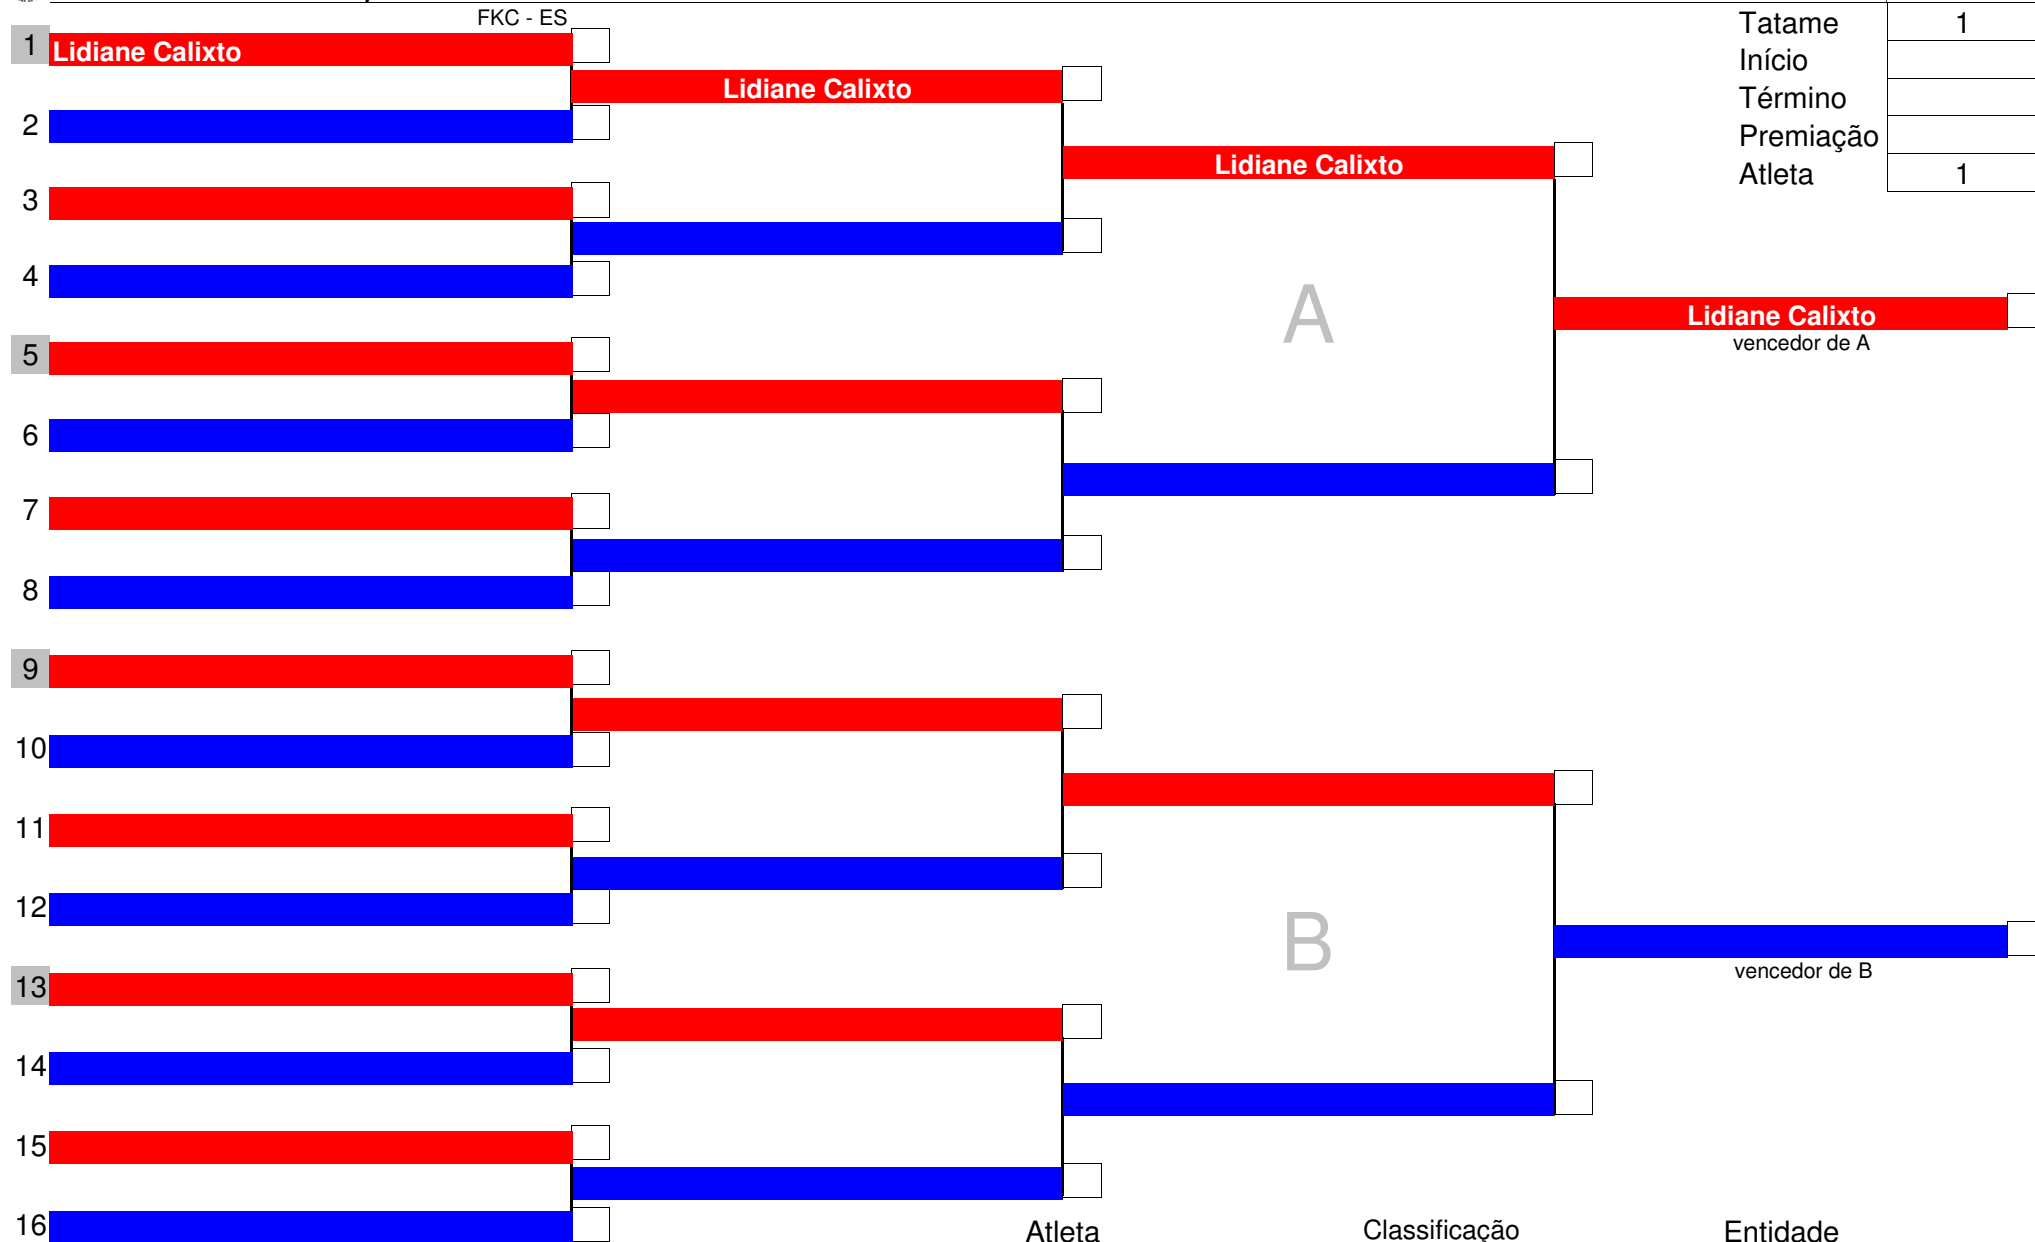 FKC - ES
Tatame 1
1 Lidiane Calixto
Lidiane Calixto
Início
Término
2
Premiação
Lidiane Calixto
Atleta 1
3
4
A
Lidiane Calixto
vencedor de A
5
6
7
8
9
10
11
12
B
vencedor de B
13
14
15
16
Atleta Classificação Entidade